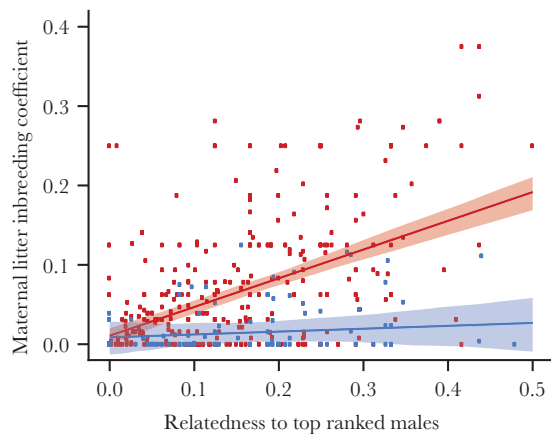 Maternal litter inbreeding coefficient
0.4
0.3
0.2
0.1
0.0
0.0 0.1 0.2 0.3 0.4 0.5
Relatedness to top ranked males